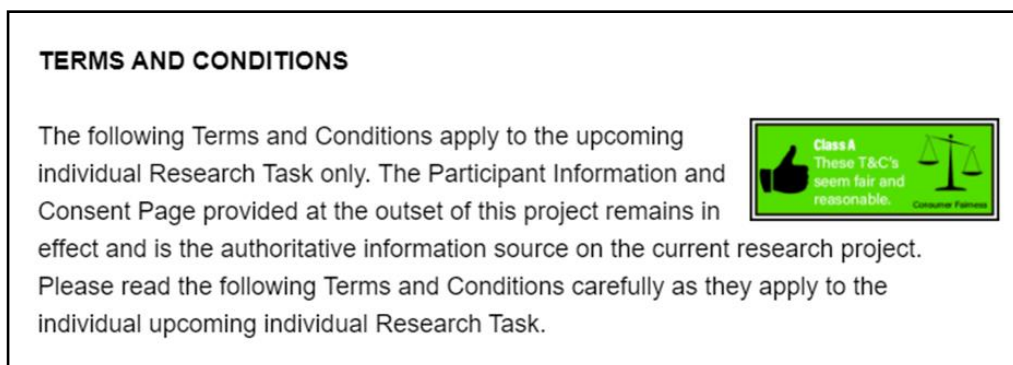 TERMS AND CONDITIONS
The following Terms and Conditions apply to the upcoming
individual Research Task only. The Participant Information and
Consent Page provided at the outset of this project remains in
effect and is the authoritative information source on the current research project.
Please read the following Terms and Conditions carefully as they apply to the
individual upcoming individual Research Task.
Class A
These T&C's
seem fair and
reasonable.
Consumer Fairness